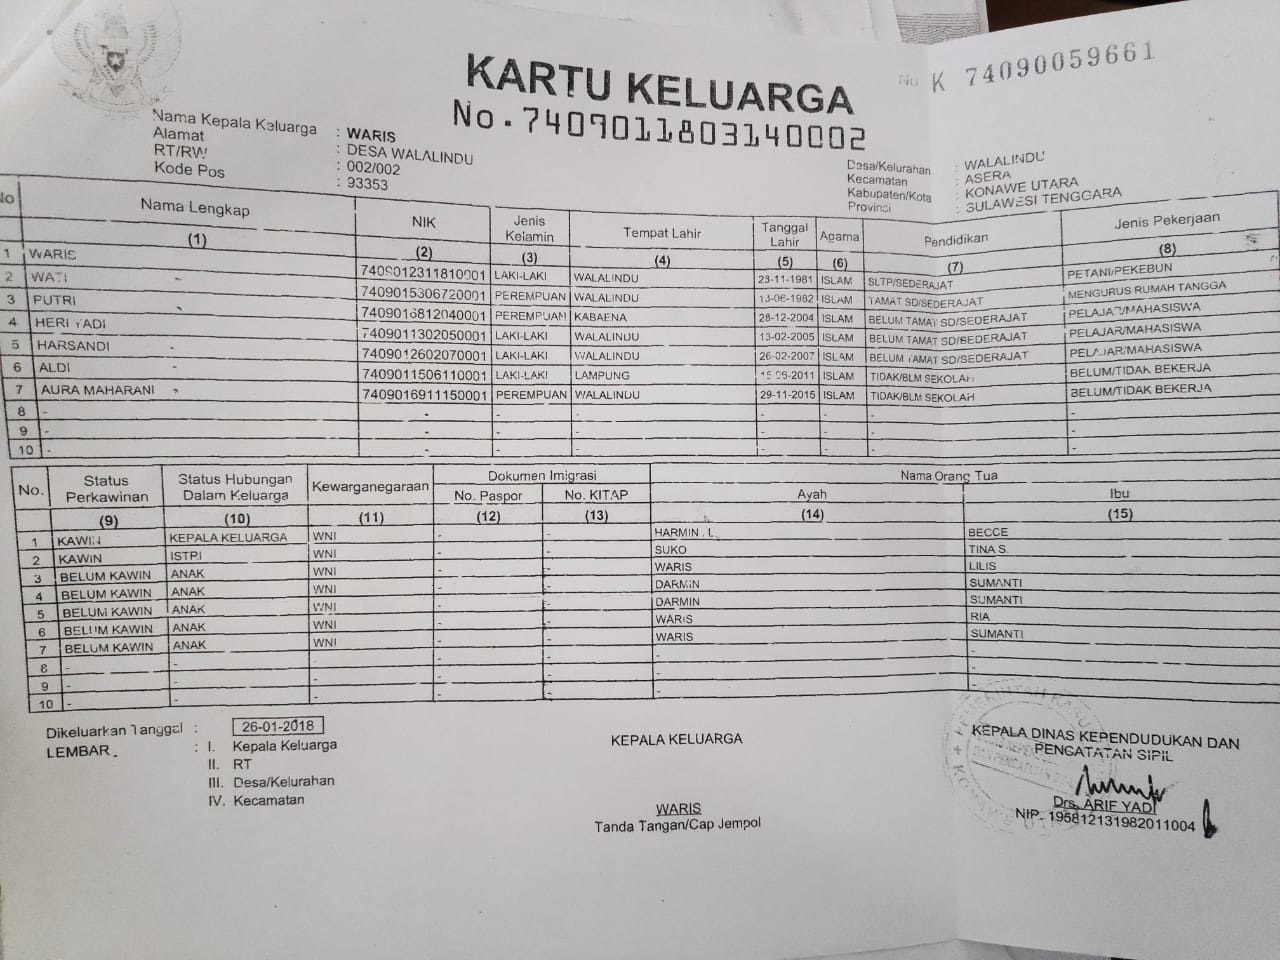 KARTU KELUARGA
No. 7409011803140002
No K 74090059661
Nama Kepala Keluarga : WARIS
Alamat : DESA WALALINDU
RT/RW : 002/002
Kode Pos : 93353
Desa/Kelurahan : WALALINDU
Kecamatan : ASERA
Kabupaten/Kota : KONAWE UTARA
Provinsi : SULAWESI TENGGARA
No Nama Lengkap NIK Jenis Kelamin Tempat Lahir Tanggal Lahir Agama Pendidikan Jenis Pekerjaan
(1) (2) (3) (4) (5) (6) (7) (8)
1 WARIS 7409012311810001 LAKI-LAKI WALALINDU 23-11-1981 ISLAM SLTP/SEDERAJAT PETANI/PEKEBUN
2 WATI - 7409015306720001 PEREMPUAN WALALINDU 13-06-1982 ISLAM TAMAT SD/SEDERAJAT MENGURUS RUMAH TANGGA
3 PUTRI - 7409016812040001 PEREMPUAN KABAENA 28-12-2004 ISLAM BELUM TAMAT SD/SEDERAJAT PELAJAR/MAHASISWA
4 HERI YADI 7409011302050001 LAKI-LAKI WALALINDU 13-02-2005 ISLAM BELUM TAMAT SD/SEDERAJAT PELAJAR/MAHASISWA
5 HARSANDI - 7409012602070001 LAKI-LAKI WALALINDU 26-02-2007 ISLAM BELUM TAMAT SD/SEDERAJAT PELAJAR/MAHASISWA
6 ALDI - 7409011506110001 LAKI-LAKI LAMPUNG 15-06-2011 ISLAM TIDAK/BLM SEKOLAH BELUM/TIDAK BEKERJA
7 AURA MAHARANI - 7409016911150001 PEREMPUAN WALALINDU 29-11-2015 ISLAM TIDAK/BLM SEKOLAH BELUM/TIDAK BEKERJA
8 - - - - - - - -
9 - - - - - - - -
10 - - - - - - - -
No. Status Perkawinan Status Hubungan Dalam Keluarga Kewarganegaraan Dokumen Imigrasi Nama Orang Tua
No. Paspor No. KITAP Ayah Ibu
(9) (10) (11) (12) (13) (14) (15)
1 KAWIN KEPALA KELUARGA WNI - - HARMIN . L BECCE
2 KAWIN ISTRI WNI - - SUKO TINA S.
3 BELUM KAWIN ANAK WNI - - WARIS LILIS
4 BELUM KAWIN ANAK WNI - - DARMIN SUMANTI
5 BELUM KAWIN ANAK WNI - - DARMIN SUMANTI
6 BELUM KAWIN ANAK WNI - - WARIS RIA
7 BELUM KAWIN ANAK WNI - - WARIS SUMANTI
8 - - - - - - -
9 - - - - - - -
10 - - - - - - -
Dikeluarkan Tanggal : 26-01-2018
LEMBAR : I. Kepala Keluarga
II. RT
III. Desa/Kelurahan
IV. Kecamatan
KEPALA KELUARGA
WARIS
Tanda Tangan/Cap Jempol
KEPALA DINAS KEPENDUDUKAN DAN
PENCATATAN SIPIL
Drs. ARIF YADI
NIP. 195812131982011004